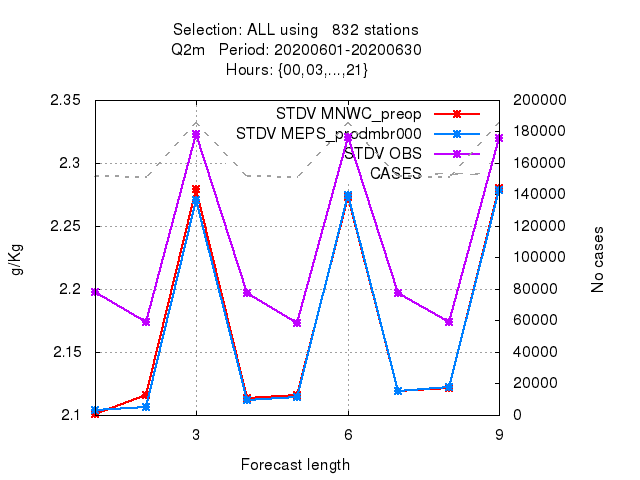 Selection: ALL using 832 stations
Q2m Period: 20200601-20200630
Hours: {00,03,...,21}
STDV MNWC_preop
STDV MEPS_prodmbr000
STDV OBS
CASES
2.35
2.3
2.25
2.2
2.15
2.1
g/Kg
200000
180000
160000
140000
120000
100000
80000
60000
40000
20000
0
No cases
3 6 9
Forecast length